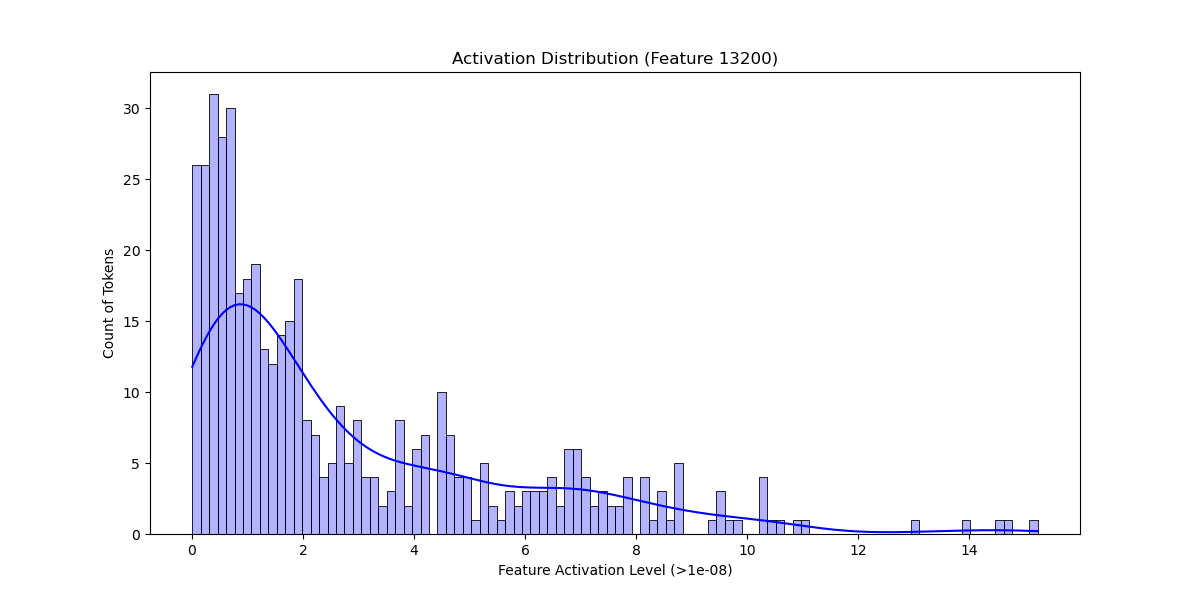 Activation Distribution (Feature 13200)
30
25
20
15
10
5
0
Count of Tokens
0 2 4 6 8 10 12 14
Feature Activation Level (>1e-08)